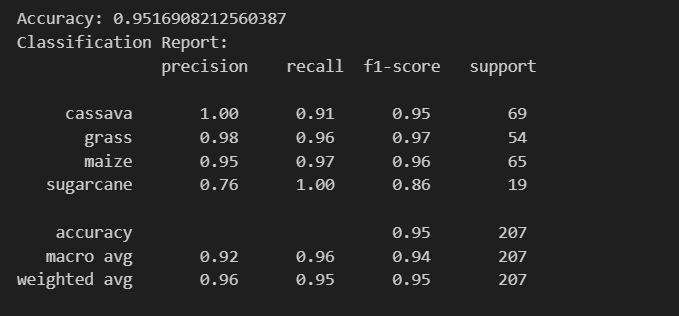 Accuracy: 0.9516908212560387
Classification Report:
precision recall f1-score support
cassava 1.00 0.91 0.95 69
grass 0.98 0.96 0.97 54
maize 0.95 0.97 0.96 65
sugarcane 0.76 1.00 0.86 19
accuracy 0.95 207
macro avg 0.92 0.96 0.94 207
weighted avg 0.96 0.95 0.95 207